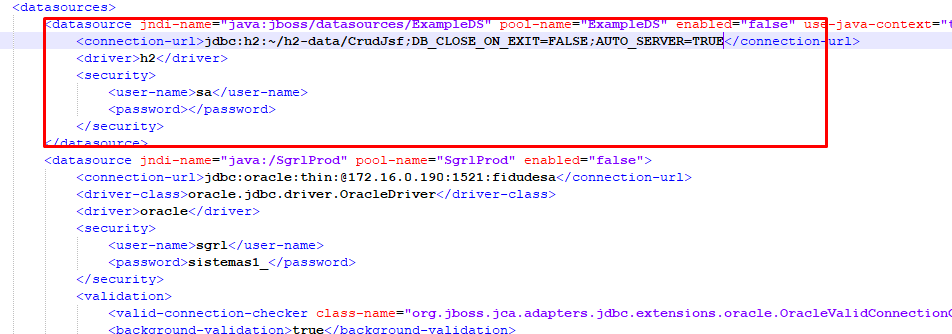 <datasources>
<datasource jndi-name="java:jboss/datasources/ExampleDS" pool-name="ExampleDS" enabled="false" use-java-context="t
<connection-url>jdbc:h2:~/h2-data/CrudJsf;DB_CLOSE_ON_EXIT=FALSE;AUTO_SERVER=TRUE</connection-url>
<driver>h2</driver>
<security>
<user-name>sa</user-name>
<password></password>
</security>
</datasource>
<datasource jndi-name="java:/SgrlProd" pool-name="SgrlProd" enabled="false">
<connection-url>jdbc:oracle:thin:@172.16.0.190:1521:fidudesa</connection-url>
<driver-class>oracle.jdbc.driver.OracleDriver</driver-class>
<driver>oracle</driver>
<security>
<user-name>sgrl</user-name>
<password>sistemas1_</password>
</security>
<validation>
<valid-connection-checker class-name="org.jboss.jca.adapters.jdbc.extensions.oracle.OracleValidConnection
<background-validation>true</background-validation>